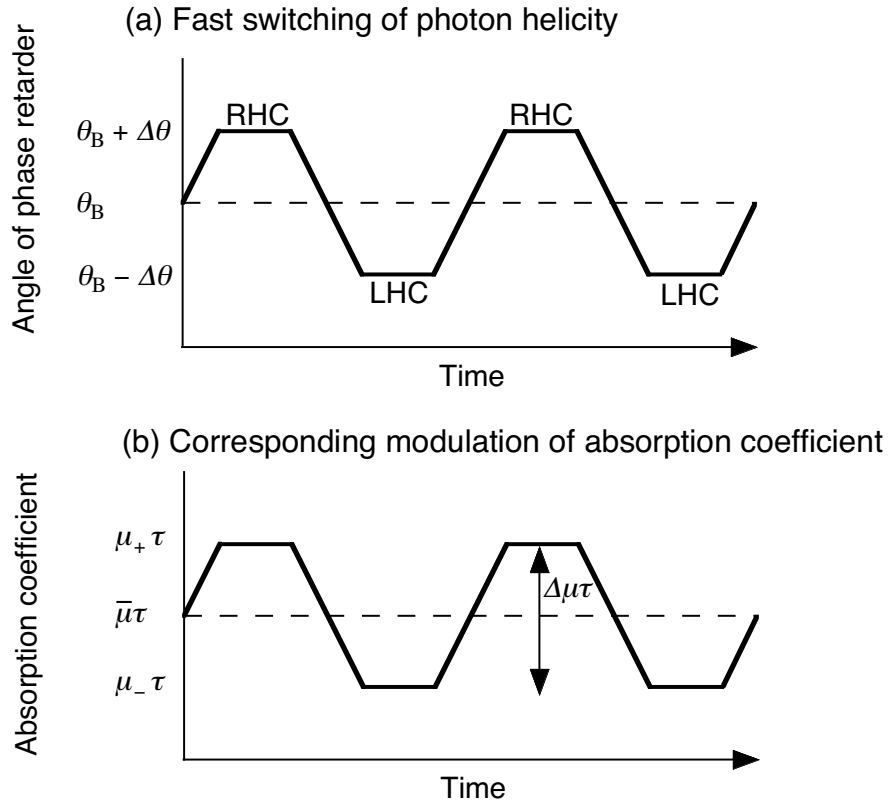 (a) Fast switching of photon helicity
Angle of phase retarder
θB + Δθ
RHC
RHC
θB
θB − Δθ
LHC
LHC
Time
(b) Corresponding modulation of absorption coefficient
Absorption coefficient
μ+ τ
Δμτ
μ̄τ
μ− τ
Time